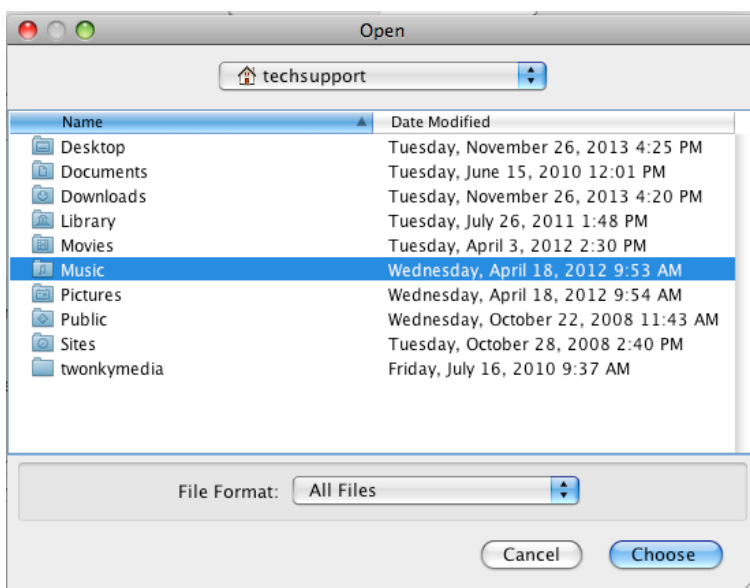 Open
techsupport
Name Date Modified
Desktop Tuesday, November 26, 2013 4:25 PM
Documents Tuesday, June 15, 2010 12:01 PM
Downloads Tuesday, November 26, 2013 4:20 PM
Library Tuesday, July 26, 2011 1:48 PM
Movies Tuesday, April 3, 2012 2:30 PM
Music Wednesday, April 18, 2012 9:53 AM
Pictures Wednesday, April 18, 2012 9:54 AM
Public Wednesday, October 22, 2008 11:43 AM
Sites Tuesday, October 28, 2008 2:40 PM
twonkymedia Friday, July 16, 2010 9:37 AM
File Format: All Files
Cancel Choose